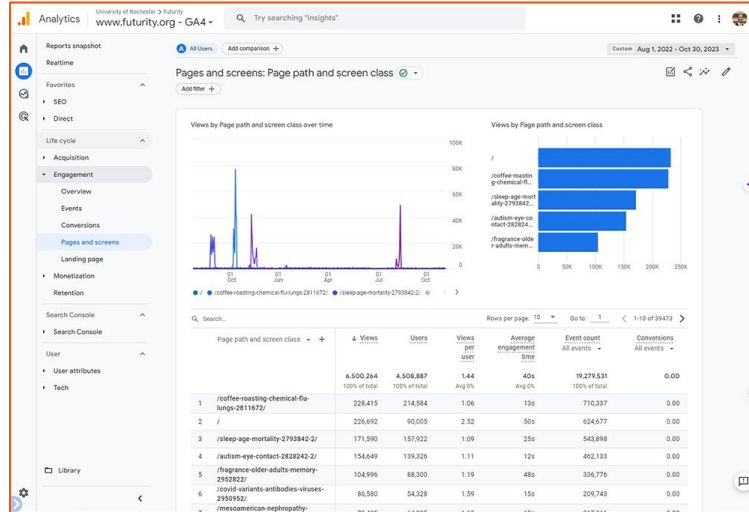 Analytics
University of Rochester > Futurity
www.futurity.org - GA4
Try searching "Insights"
Reports snapshot
Realtime
Favorites
SEO
Direct
Life cycle
Acquisition
Engagement
Overview
Events
Conversions
Pages and screens
Landing page
Monetization
Retention
Search Console
Search Console
User
User attributes
Tech
Library
A All Users
Add comparison +
Custom Aug 1, 2022 - Oct 30, 2023
Pages and screens: Page path and screen class
Add filter +
Views by Page path and screen class over time
100K
80K
60K
40K
20K
0
01 Oct
01 Jan
01 Apr
01 Jul
01 Oct
/ /coffee-roasting-chemical-flu-lungs-2811672/ /sleep-age-mortality-2793842-2/
Views by Page path and screen class
/
/coffee-roastin
g-chemical-fl...
/sleep-age-mort
ality-2793842...
/autism-eye-co
ntact-282824...
/fragrance-olde
r-adults-mem...
0 50K 100K 150K 200K 250K
Search...
Rows per page: 10 Go to: 1 1-10 of 39473
Page path and screen class + Views Users Views per user Average engagement time Event count All events Conversions All events
6,500,264 4,508,887 1.44 40s 19,279,531 0.00
100% of total 100% of total Avg 0% Avg 0% 100% of total
1 /coffee-roasting-chemical-flu-lungs-2811672/ 228,415 214,584 1.06 13s 710,337 0.00
2 / 226,692 90,005 2.52 50s 624,677 0.00
3 /sleep-age-mortality-2793842-2/ 171,590 157,922 1.09 25s 543,898 0.00
4 /autism-eye-contact-2828242-2/ 154,649 139,326 1.11 12s 462,133 0.00
5 /fragrance-older-adults-memory-2952822/ 104,996 88,300 1.19 48s 336,776 0.00
6 /covid-variants-antibodies-viruses-2950952/ 86,580 54,328 1.59 15s 209,743 0.00
/mesoamerican-nephropathy-